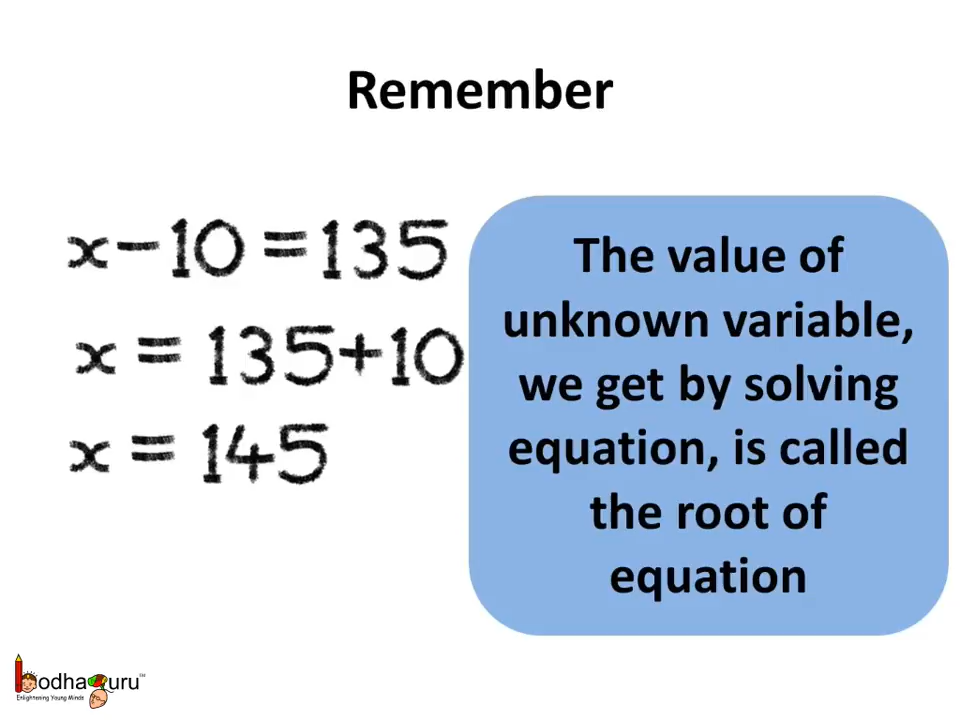 Remember
x - 10 = 135
x = 135+10
x = 145
The value of
unknown variable,
we get by solving
equation, is called
the root of
equation
bodhaguru™
Enlightening Young Minds